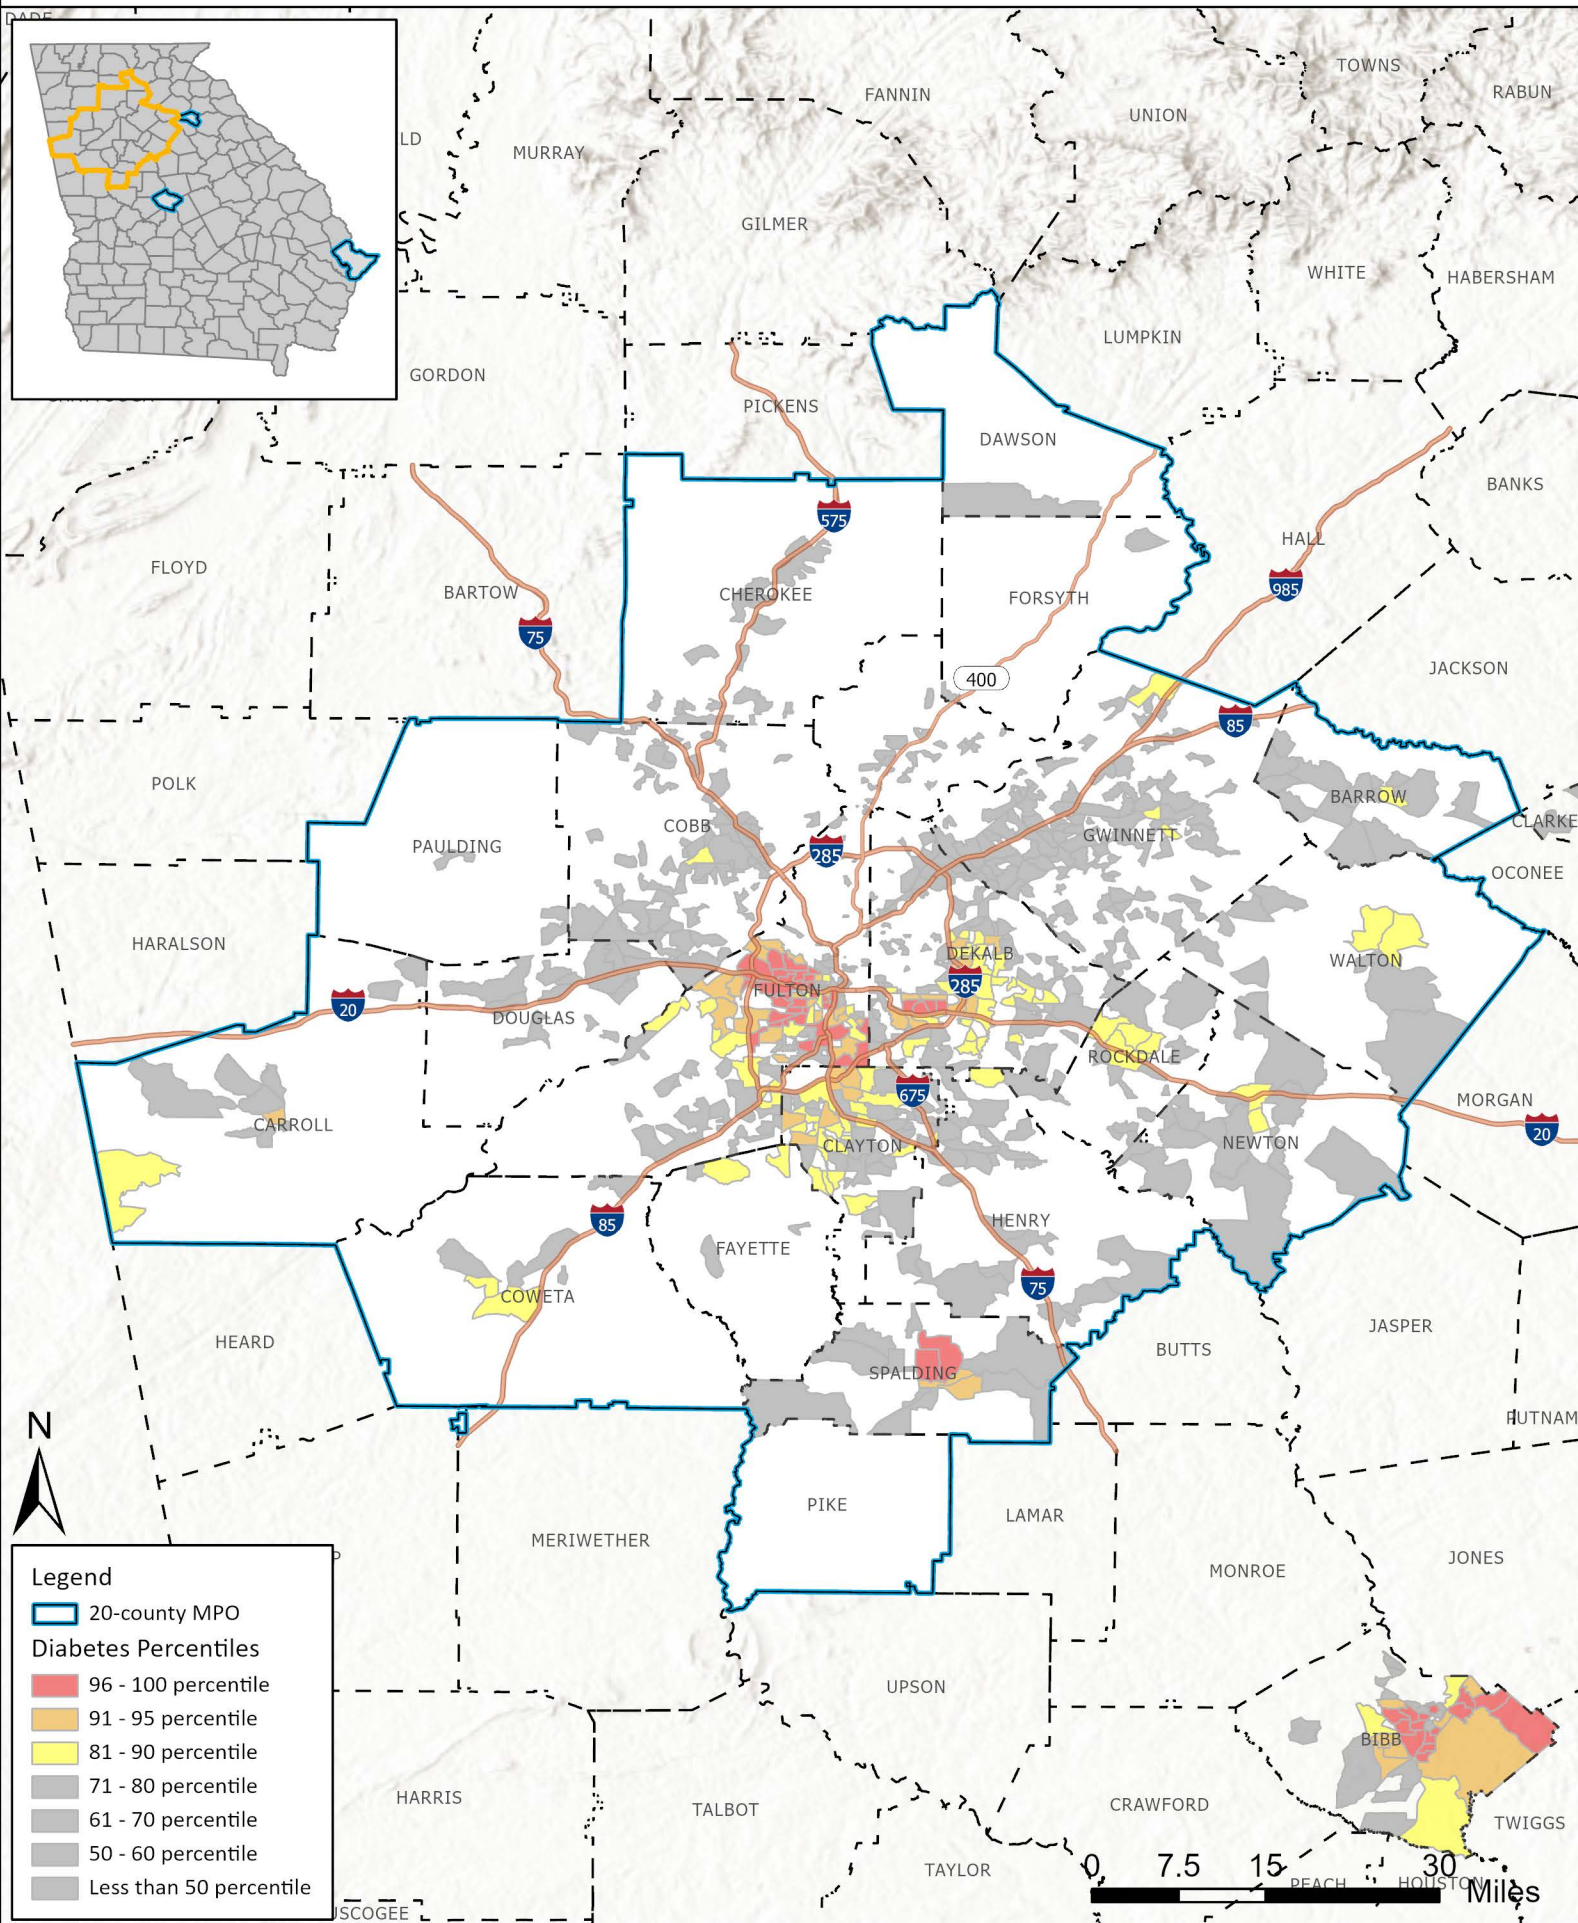 DADE
LD
MURRAY
FANNIN
UNION
TOWNS
RABUN
GILMER
WHITE
HABERSHAM
LUMPKIN
GORDON
PICKENS
DAWSON
BANKS
575
HALL
FLOYD
BARTOW
CHEROKEE
FORSYTH
985
75
JACKSON
400
85
POLK
BARROW
CLARKE
COBB
GWINNETT
PAULDING
285
OCONEE
HARALSON
DEKALB
WALTON
FULTON
285
20
DOUGLAS
ROCKDALE
675
MORGAN
CARROLL
20
CLAYTON
NEWTON
85
HENRY
FAYETTE
75
COWETA
HEARD
JASPER
BUTTS
SPALDING
N
PUTNAM
PIKE
LAMAR
MERIWETHER
P
JONES
MONROE
Legend
20-county MPO
Diabetes Percentiles
96 - 100 percentile
91 - 95 percentile
81 - 90 percentile
71 - 80 percentile
61 - 70 percentile
50 - 60 percentile
Less than 50 percentile
UPSON
BIBB
HARRIS
TALBOT
CRAWFORD
TWIGGS
TAYLOR
0 7.5 15 30
PEACH
HOUSTON
Miles
USCOGEE